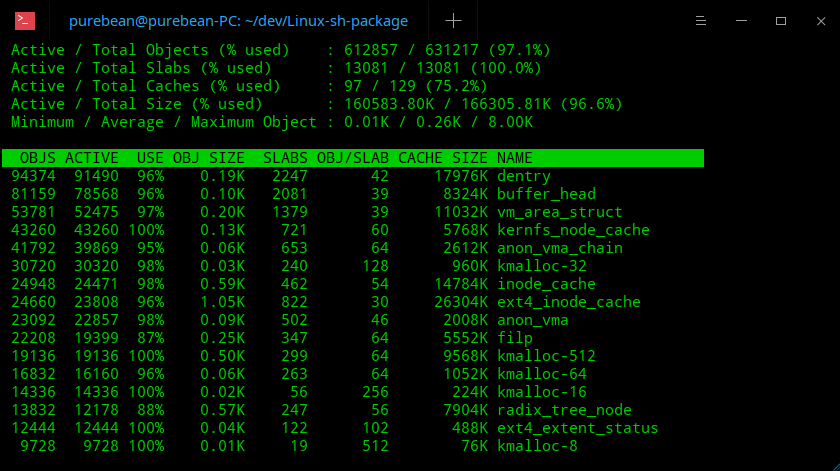 purebean@purebean-PC: ~/dev/Linux-sh-package
Active / Total Objects (% used)    : 612857 / 631217 (97.1%)
Active / Total Slabs (% used)      : 13081 / 13081 (100.0%)
Active / Total Caches (% used)     : 97 / 129 (75.2%)
Active / Total Size (% used)       : 160583.80K / 166305.81K (96.6%)
Minimum / Average / Maximum Object : 0.01K / 0.26K / 8.00K
OBJS ACTIVE  USE OBJ SIZE  SLABS OBJ/SLAB CACHE SIZE NAME
94374  91490  96%    0.19K   2247       42     17976K dentry
81159  78568  96%    0.10K   2081       39      8324K buffer_head
53781  52475  97%    0.20K   1379       39     11032K vm_area_struct
43260  43260 100%    0.13K    721       60      5768K kernfs_node_cache
41792  39869  95%    0.06K    653       64      2612K anon_vma_chain
30720  30320  98%    0.03K    240      128       960K kmalloc-32
24948  24471  98%    0.59K    462       54     14784K inode_cache
24660  23808  96%    1.05K    822       30     26304K ext4_inode_cache
23092  22857  98%    0.09K    502       46      2008K anon_vma
22208  19399  87%    0.25K    347       64      5552K filp
19136  19136 100%    0.50K    299       64      9568K kmalloc-512
16832  16160  96%    0.06K    263       64      1052K kmalloc-64
14336  14336 100%    0.02K     56      256       224K kmalloc-16
13832  12178  88%    0.57K    247       56      7904K radix_tree_node
12444  12444 100%    0.04K    122      102       488K ext4_extent_status
9728   9728 100%    0.01K     19      512        76K kmalloc-8